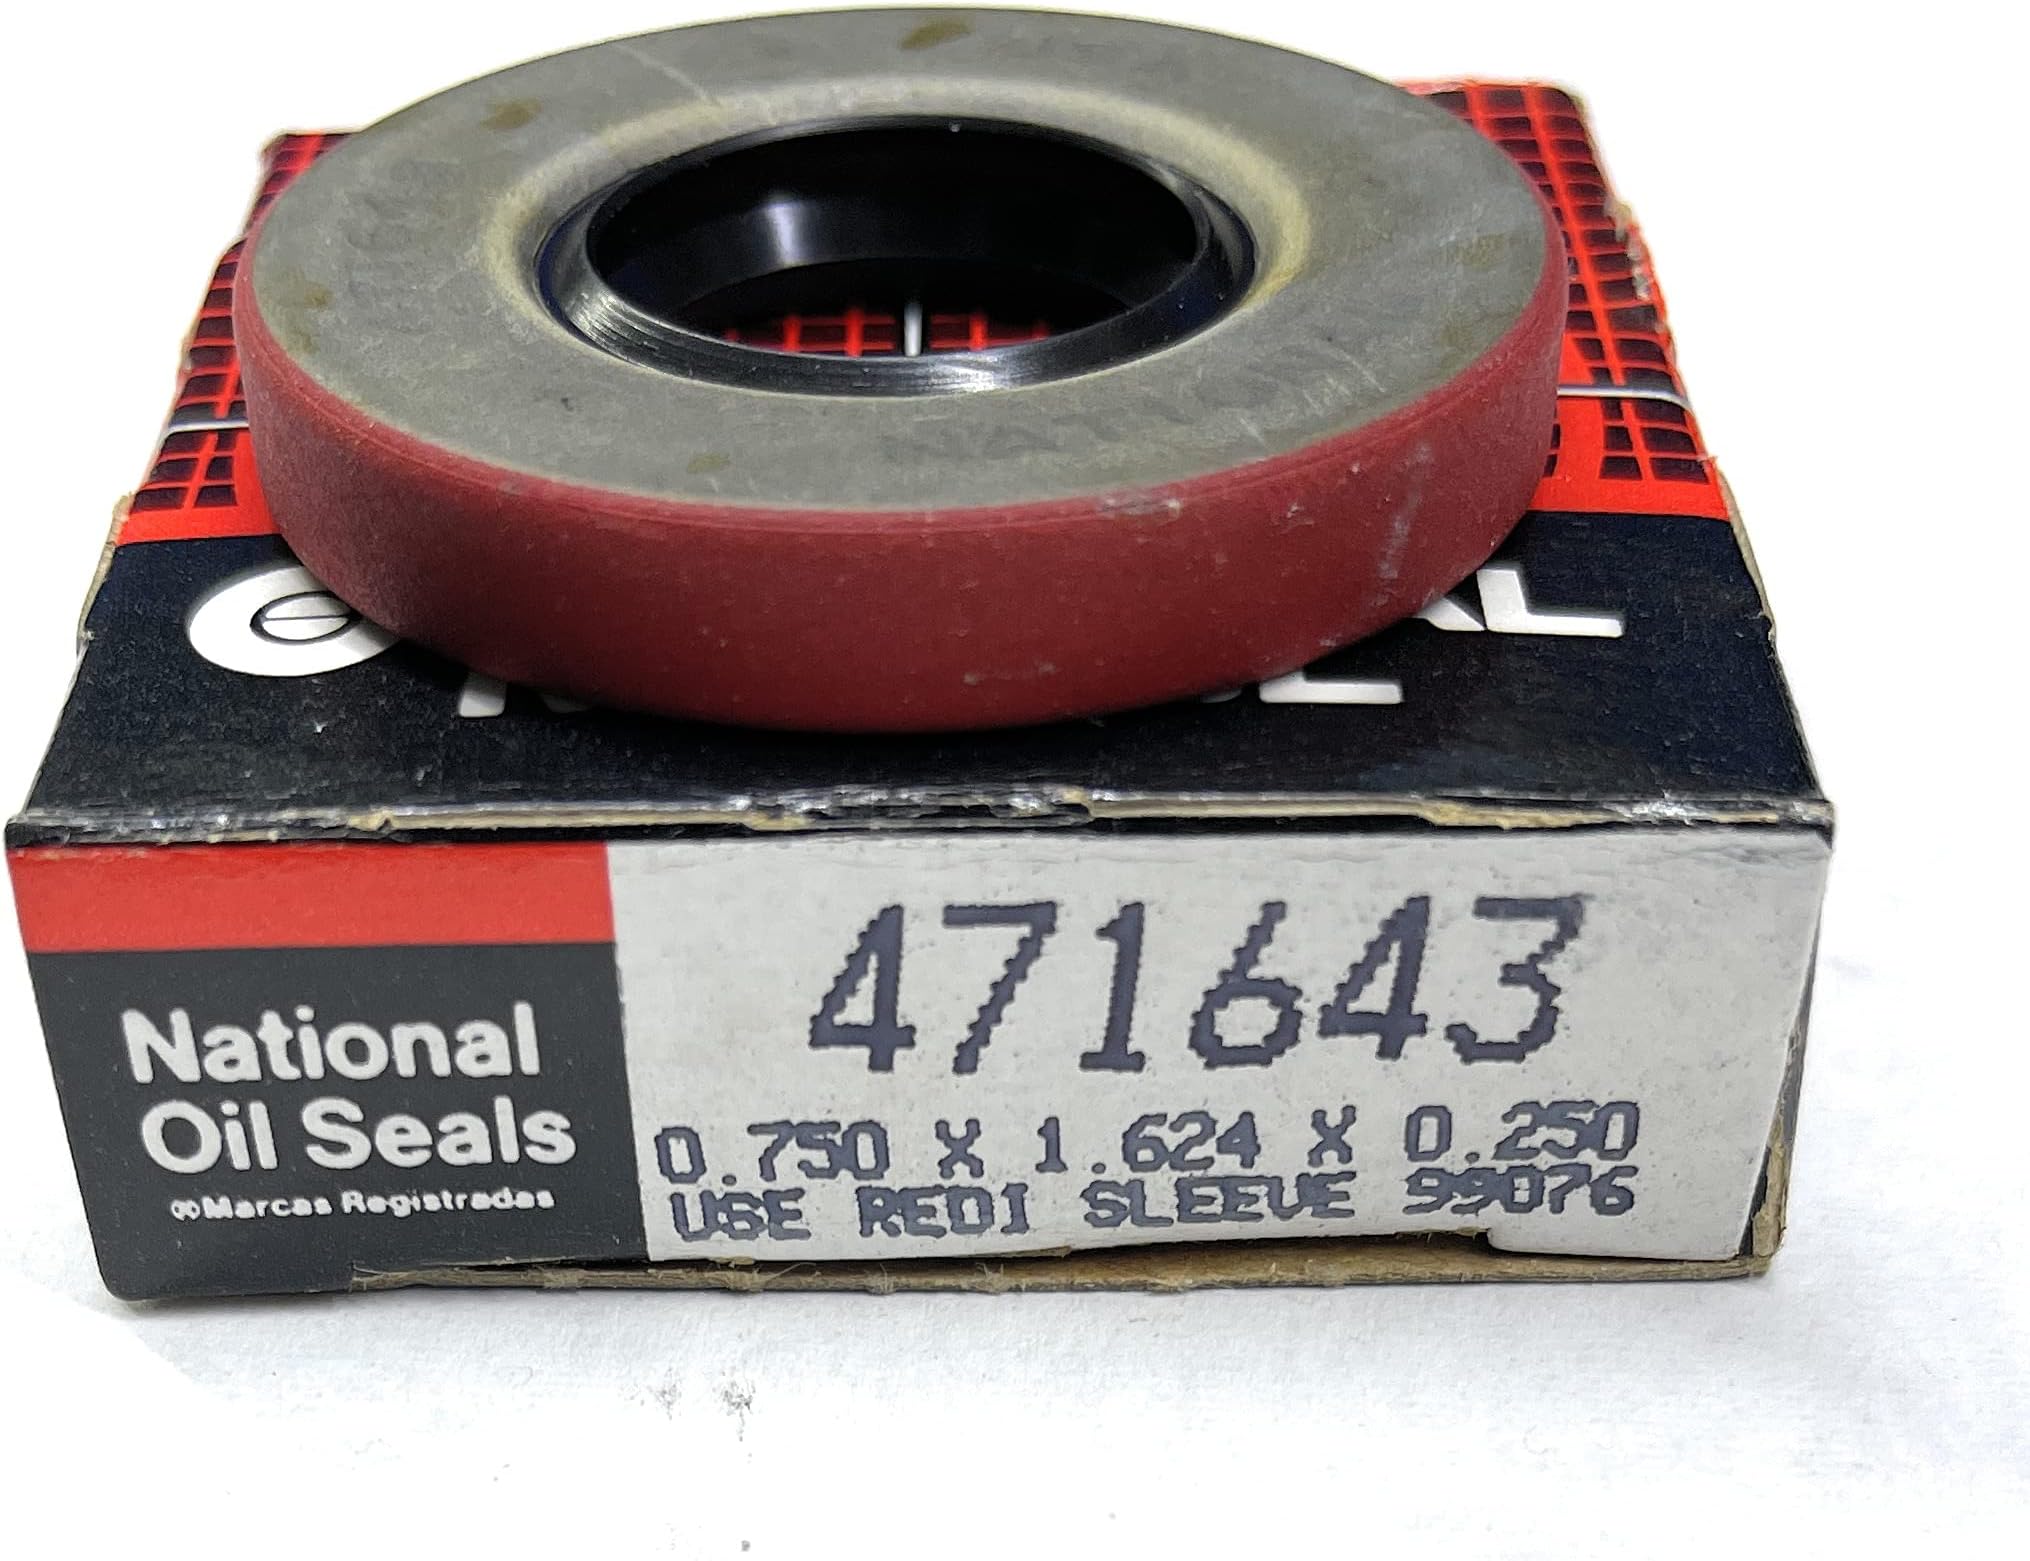 471643
National
Oil Seals
Marcas Registradas
0.750 X 1.624 X 0.250
USE REDI SLEEVE 99076